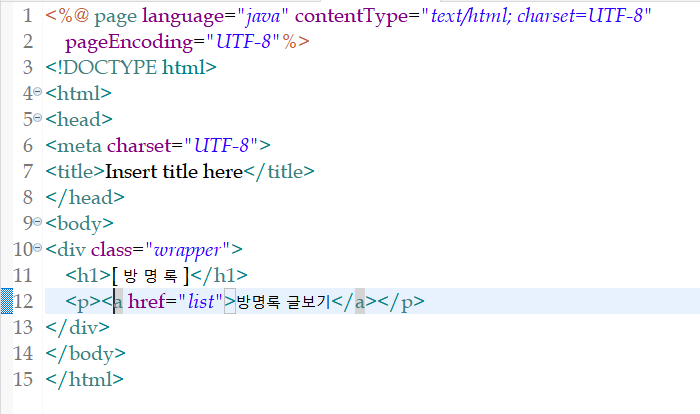 1 <%@ page language="java" contentType="text/html; charset=UTF-8"
2     pageEncoding="UTF-8"%>
3 <!DOCTYPE html>
4 <html>
5 <head>
6 <meta charset="UTF-8">
7 <title>Insert title here</title>
8 </head>
9 <body>
10 <div class="wrapper">
11     <h1>[ 방 명 록 ]</h1>
12     <p><a href="list">방명록 글보기</a></p>
13 </div>
14 </body>
15 </html>